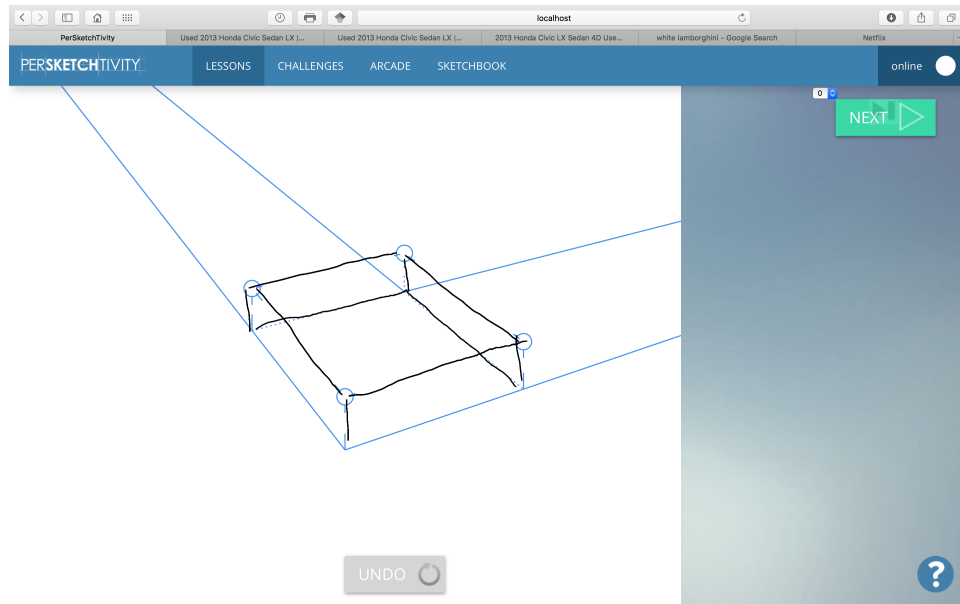 localhost
PerSketchTivity
Used 2013 Honda Civic Sedan LX |...
Used 2013 Honda Civic Sedan LX |...
2013 Honda Civic LX Sedan 4D Use...
white lamborghini - Google Search
Netflix
PERSKETCHTIVITY
LESSONS
CHALLENGES
ARCADE
SKETCHBOOK
online
0
NEXT
UNDO
?